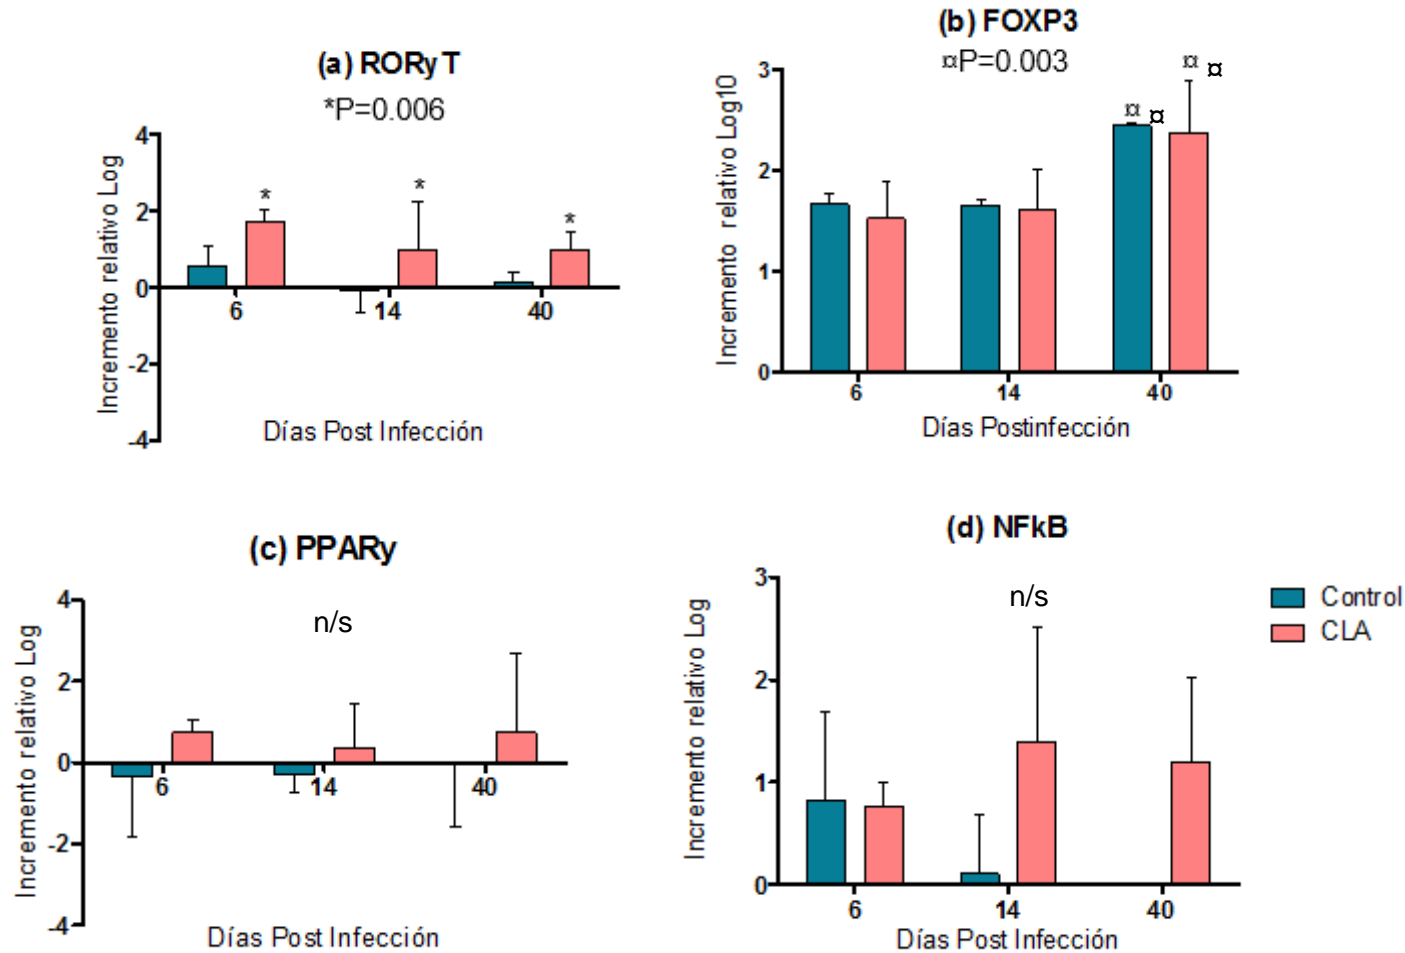 (a) RORyT
*P=0.006
Incremento relativo Log
4
2
0
-2
-4
*
*
*
6
14
40
Días Post Infección
(b) FOXP3
¤P=0.003
Incremento relativo Log10
3
2
1
0
¤ ¤
¤ ¤
6
14
40
Días Postinfección
(c) PPARy
n/s
Incremento relativo Log
4
2
0
-2
-4
6
14
40
Días Post Infección
(d) NFkB
n/s
Incremento relativo Log
3
2
1
0
6
14
40
Días Post Infección
Control
CLA